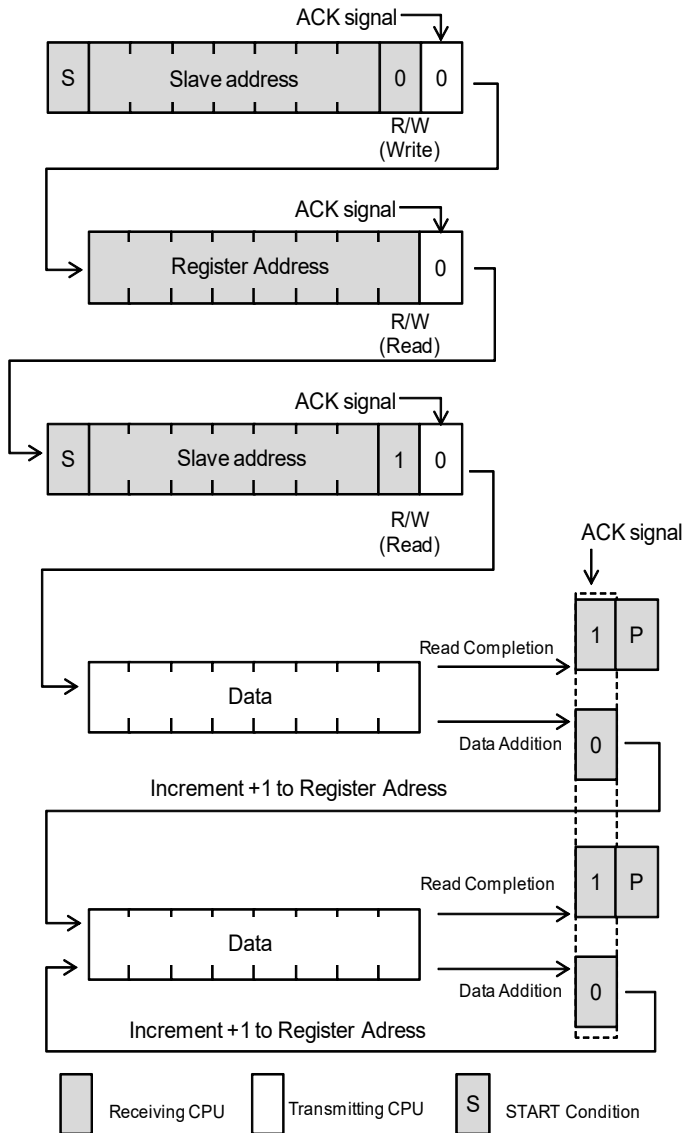 ACK signal
S Slave address 0 0
R/W
(Write)
ACK signal
Register Address 0
R/W
(Read)
ACK signal
S Slave address 1 0
R/W
(Read)
ACK signal
Read Completion 1 P
Data
Data Addition 0
Increment +1 to Register Adress
Read Completion 1 P
Data
Data Addition 0
Increment +1 to Register Adress
Receiving CPU Transmitting CPU S START Condition